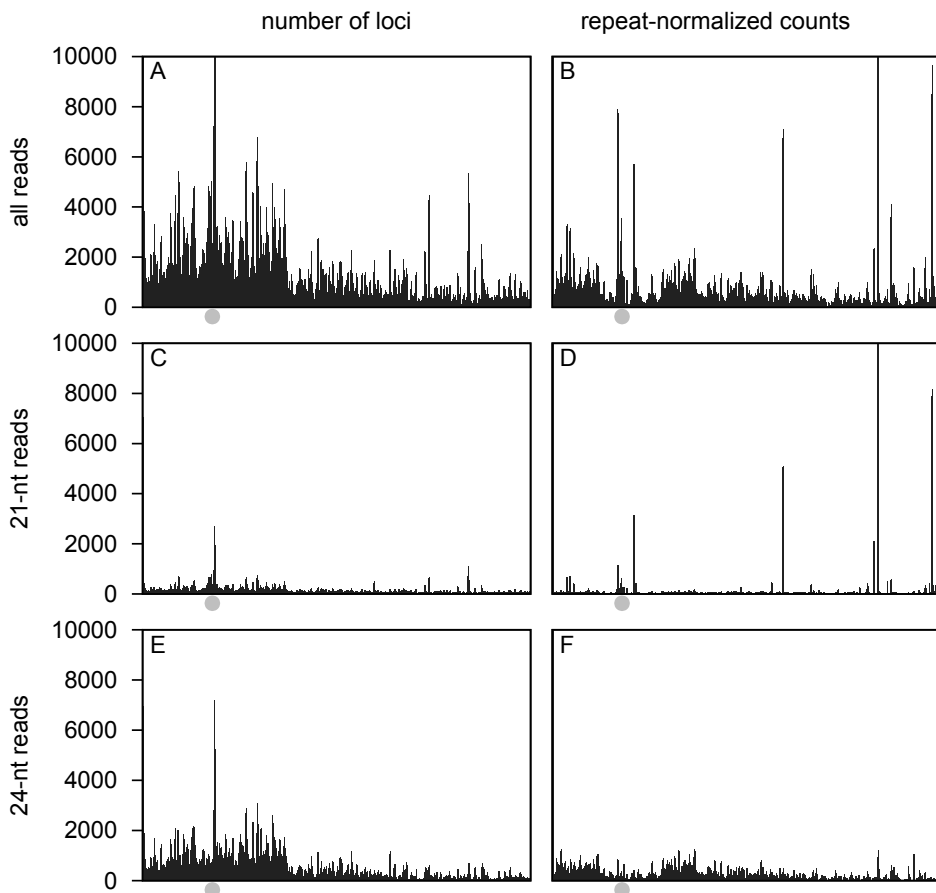 number of loci
repeat-normalized counts
all reads
10000
8000
6000
4000
2000
0
A
B
21-nt reads
10000
8000
6000
4000
2000
0
C
D
24-nt reads
10000
8000
6000
4000
2000
0
E
F